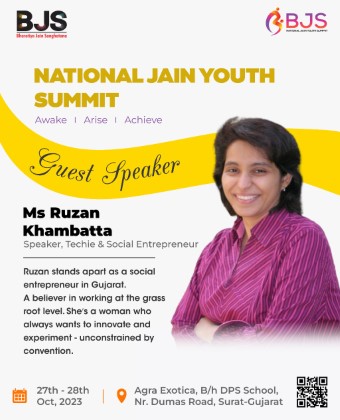 BJS
Bharatiya Jain Sanghatana
BJS
NATIONAL JAIN YOUTH SUMMIT
NATIONAL JAIN YOUTH
SUMMIT
Awake | Arise | Achieve
Guest Speaker
Ms Ruzan
Khambatta
Speaker, Techie & Social Entrepreneur
Ruzan stands apart as a social
entrepreneur in Gujarat.
A believer in working at the grass
root level. She's a woman who
always wants to innovate and
experiment - unconstrained by
convention.
27th - 28th
Oct, 2023
Agra Exotica, B/h DPS School,
Nr. Dumas Road, Surat-Gujarat